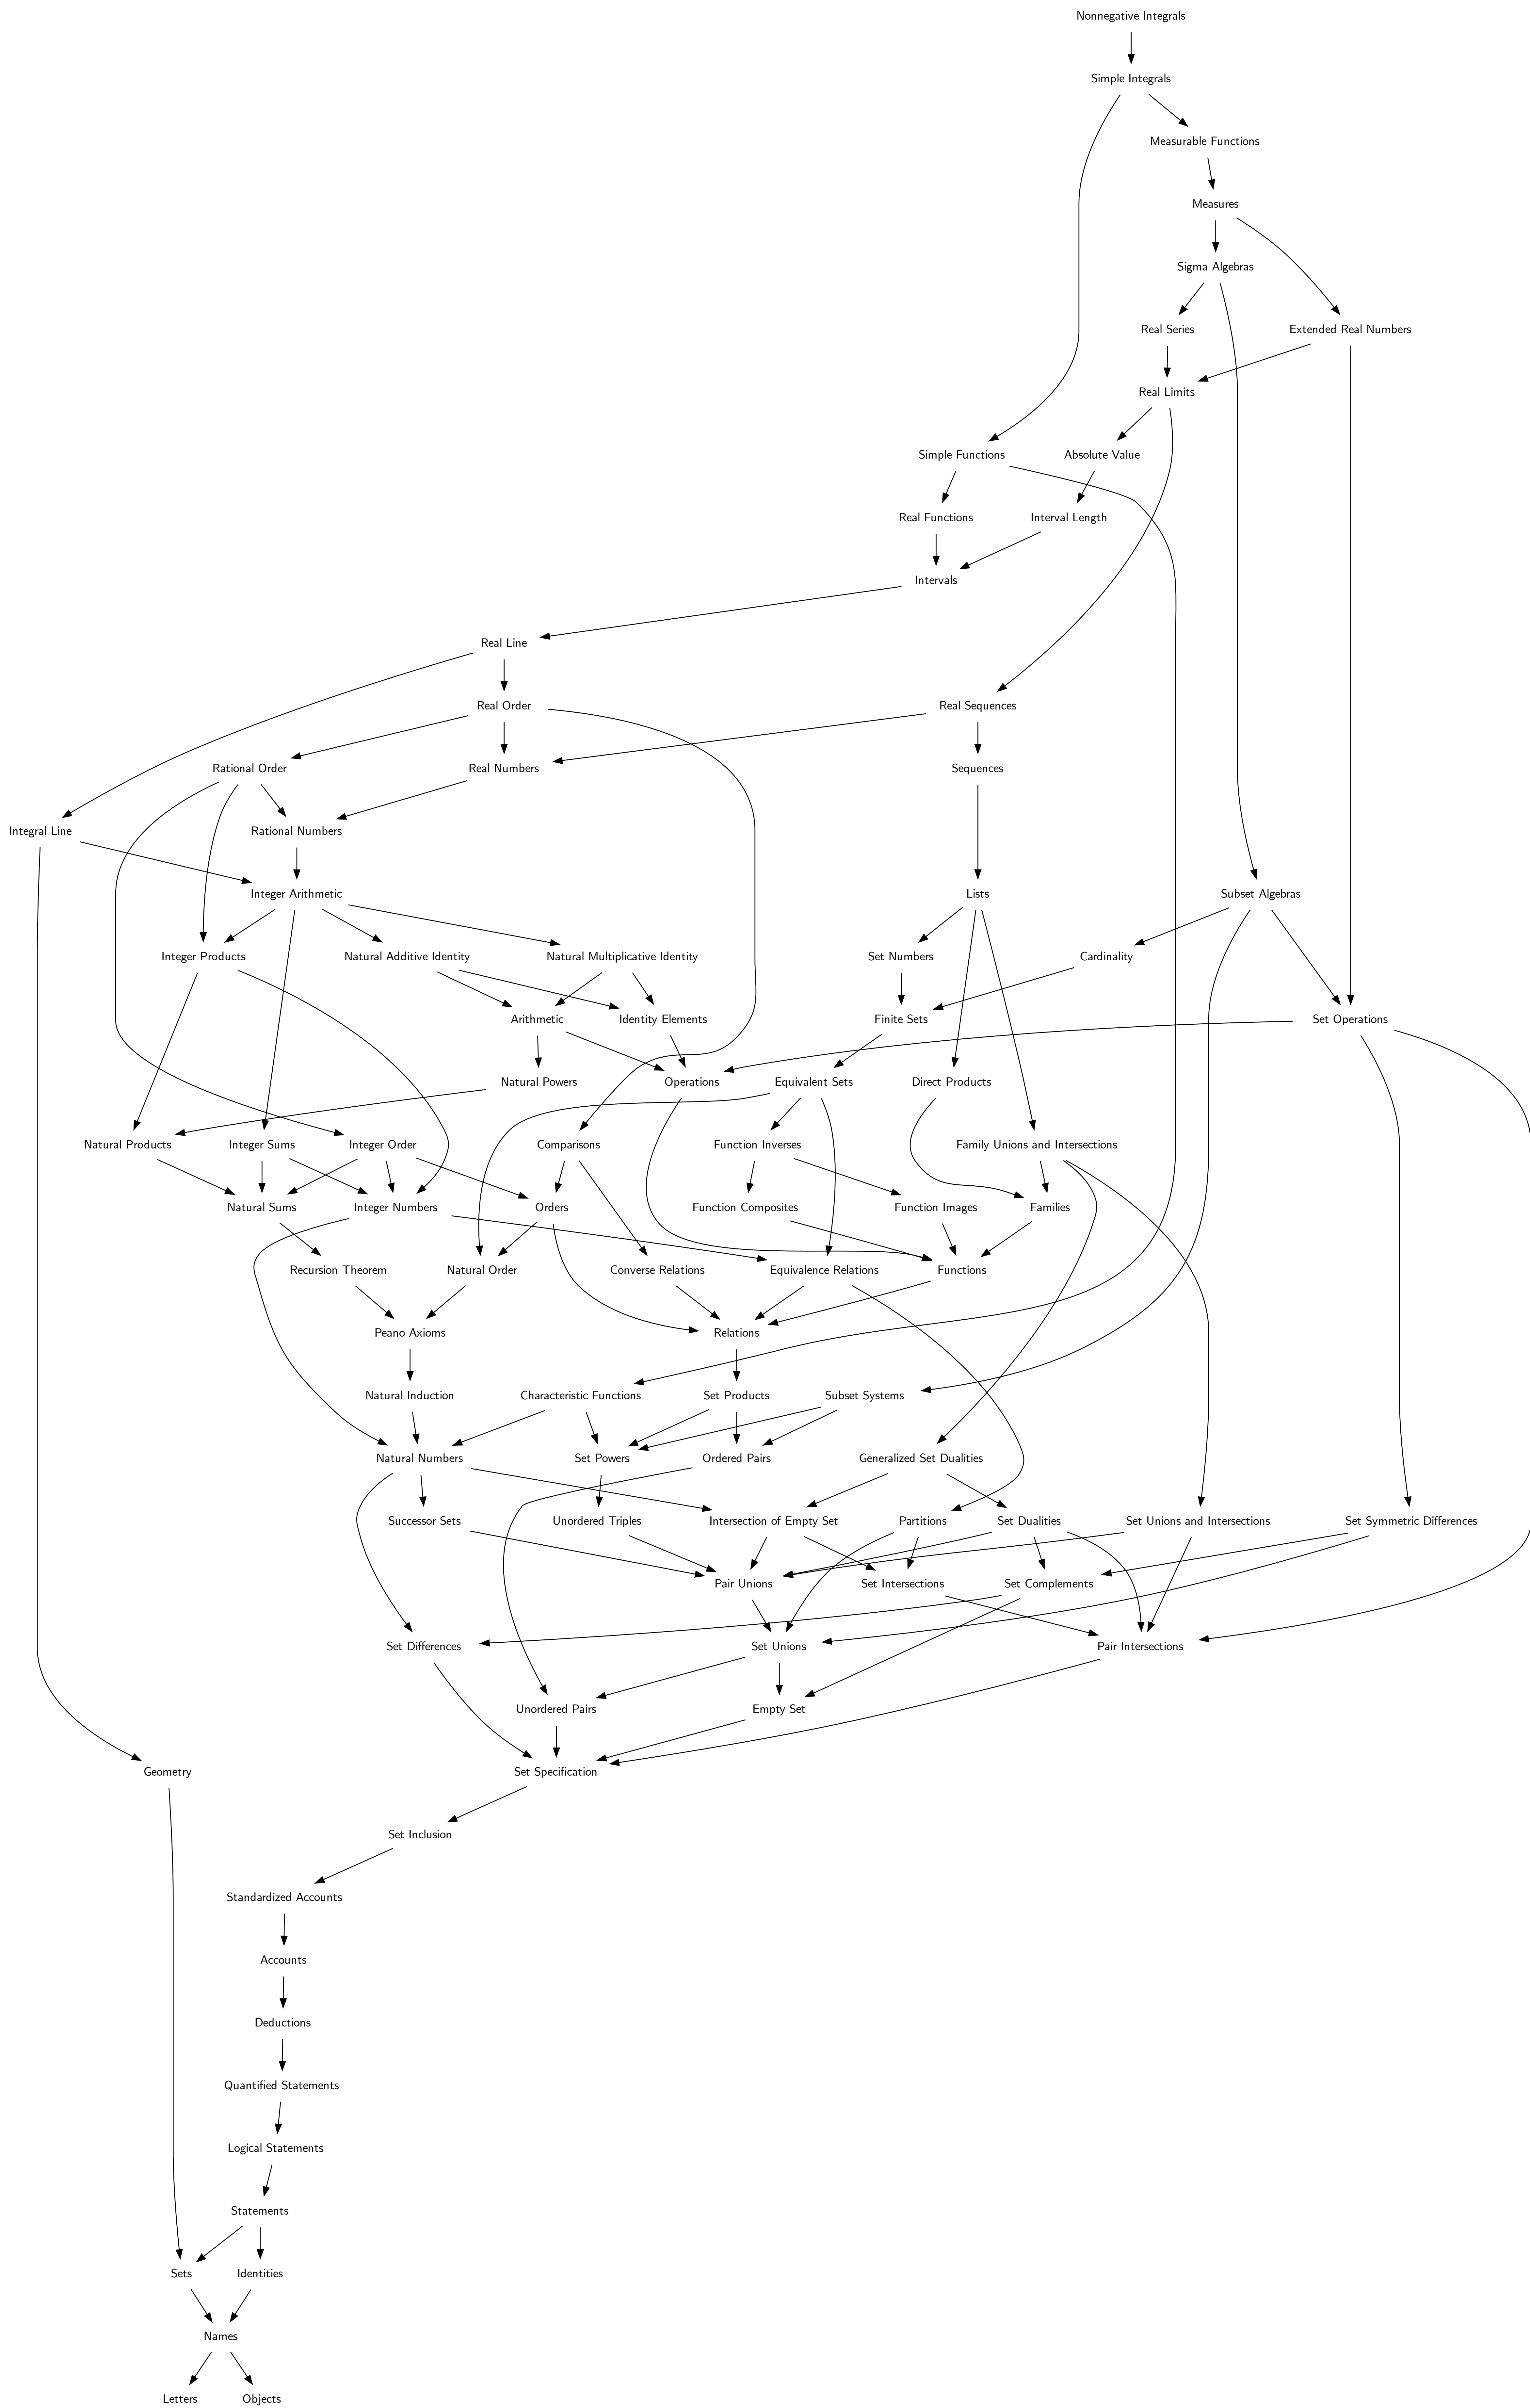 Nonnegative Integrals
Simple Integrals
Measurable Functions
Measures
Sigma Algebras
Real Series
Extended Real Numbers
Real Limits
Simple Functions
Absolute Value
Real Functions
Interval Length
Intervals
Real Line
Real Order
Real Sequences
Rational Order
Real Numbers
Sequences
Integral Line
Rational Numbers
Integer Arithmetic
Lists
Subset Algebras
Integer Products
Natural Additive Identity
Natural Multiplicative Identity
Set Numbers
Cardinality
Arithmetic
Identity Elements
Finite Sets
Set Operations
Natural Powers
Operations
Equivalent Sets
Direct Products
Natural Products
Integer Sums
Integer Order
Comparisons
Function Inverses
Family Unions and Intersections
Natural Sums
Integer Numbers
Orders
Function Composites
Function Images
Families
Recursion Theorem
Natural Order
Converse Relations
Equivalence Relations
Functions
Peano Axioms
Relations
Natural Induction
Characteristic Functions
Set Products
Subset Systems
Natural Numbers
Set Powers
Ordered Pairs
Generalized Set Dualities
Successor Sets
Unordered Triples
Intersection of Empty Set
Partitions
Set Dualities
Set Unions and Intersections
Set Symmetric Differences
Pair Unions
Set Intersections
Set Complements
Set Differences
Set Unions
Pair Intersections
Unordered Pairs
Empty Set
Geometry
Set Specification
Set Inclusion
Standardized Accounts
Accounts
Deductions
Quantified Statements
Logical Statements
Statements
Sets
Identities
Names
Letters
Objects